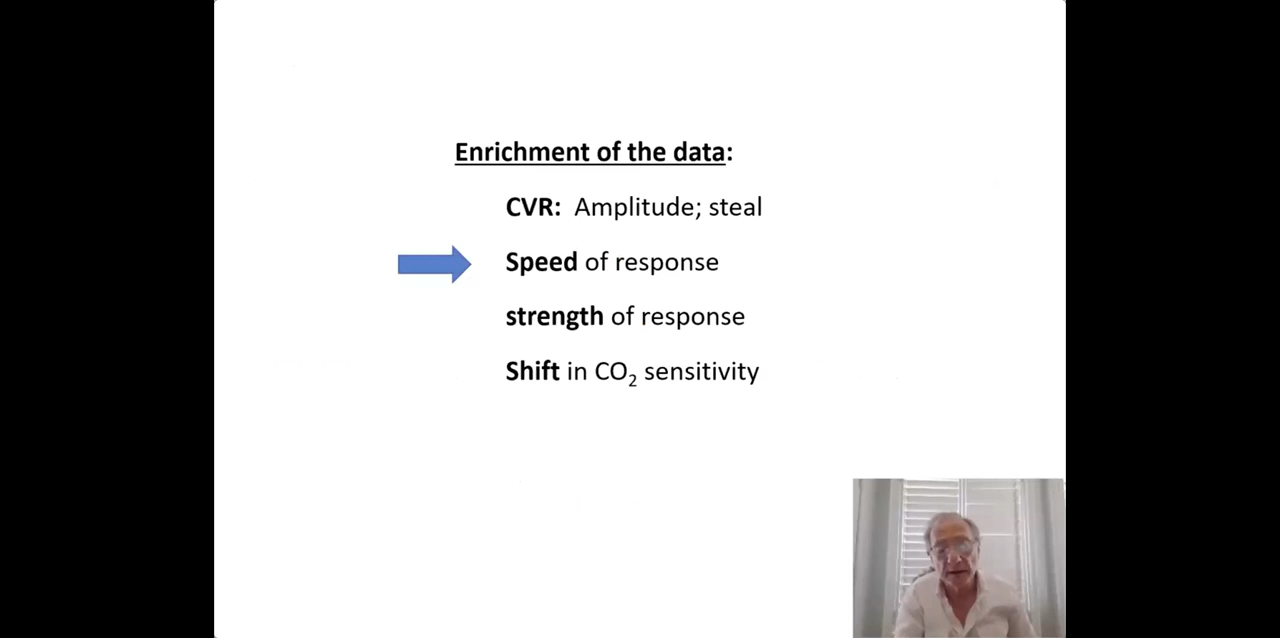 Enrichment of the data:
CVR: Amplitude; steal
Speed of response
strength of response
Shift in CO₂ sensitivity